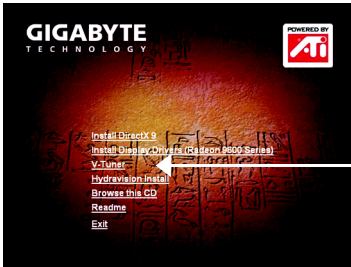 GIGABYTE
TECHNOLOGY
POWERED BY
ATi
Install DirectX 9
Install Display Drivers (Radeon 9600 Series)
V-Tuner
Hydravision Install
Browse this CD
Readme
Exit